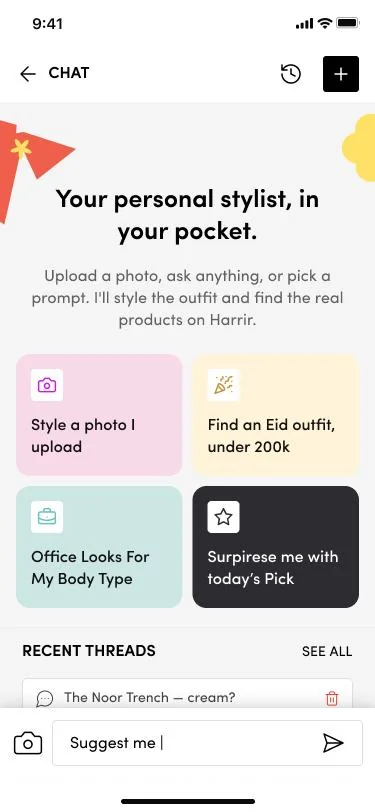 9:41
CHAT
Your personal stylist, in
your pocket.
Upload a photo, ask anything, or pick a
prompt. I'll style the outfit and find the real
products on Harrir.
Style a photo I
upload
Find an Eid outfit,
under 200k
Office Looks For
My Body Type
Surpirese me with
today's Pick
RECENT THREADS
SEE ALL
The Noor Trench — cream?
Suggest me |